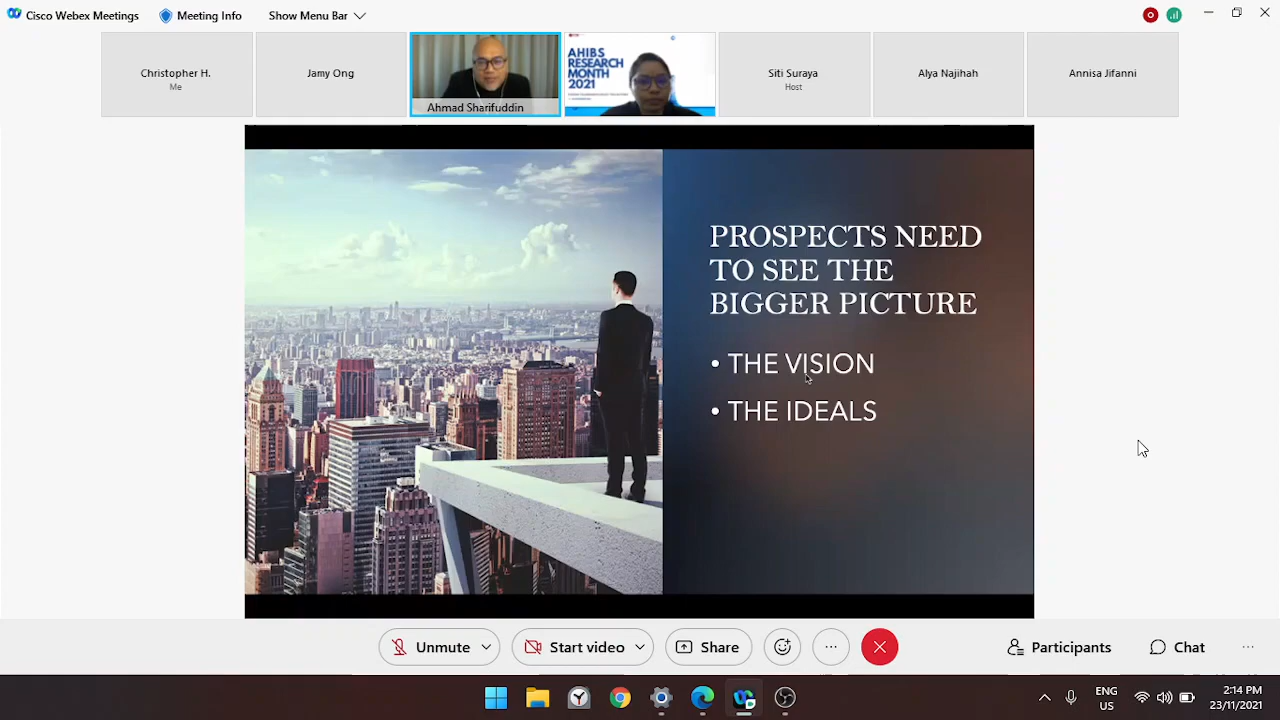 Cisco Webex Meetings
Meeting Info
Show Menu Bar
Christopher H.
Me
Jamy Ong
Ahmad Sharifuddin
AHIBS
RESEARCH
MONTH
2021
Siti Suraya
Host
Alya Najihah
Annisa Jifanni
PROSPECTS NEED
TO SEE THE
BIGGER PICTURE
• THE VISION
• THE IDEALS
Unmute
Start video
Share
Participants
Chat
ENG
US
2:14 PM
23/11/2021